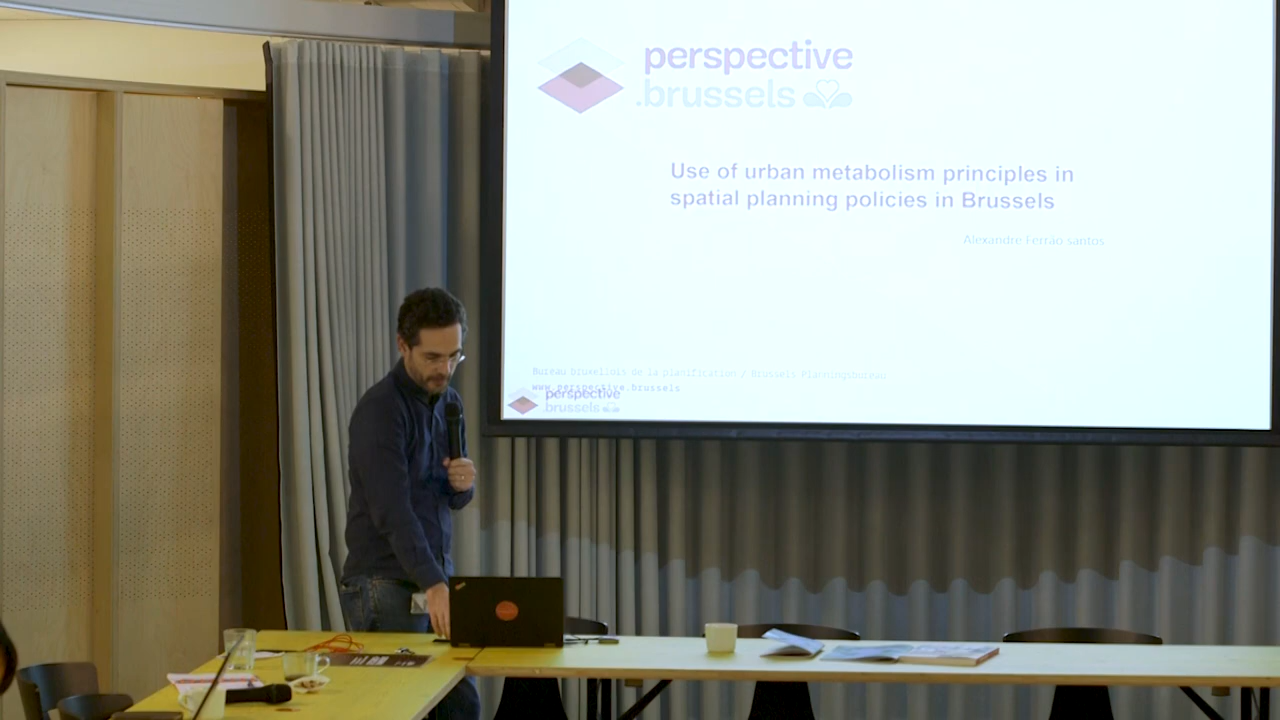 perspective
.brussels
Use of urban metabolism principles in
spatial planning policies in Brussels
Alexandre Ferrão santos
Bureau bruxellois de la planification / Brussels Planningsbureau
www.perspective.brussels
perspective
.brussels